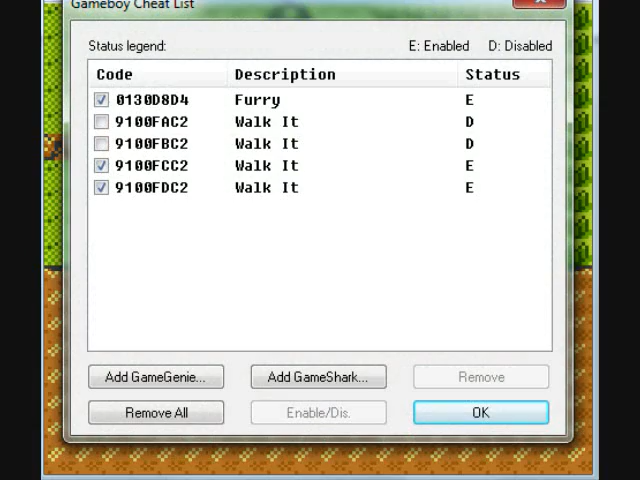 Gameboy Cheat List
Status legend: E: Enabled D: Disabled
Code Description Status
0130D8D4 Furry E
9100FAC2 Walk It D
9100FBC2 Walk It D
9100FCC2 Walk It E
9100FDC2 Walk It E
Add GameGenie... Add GameShark... Remove
Remove All Enable/Dis. OK